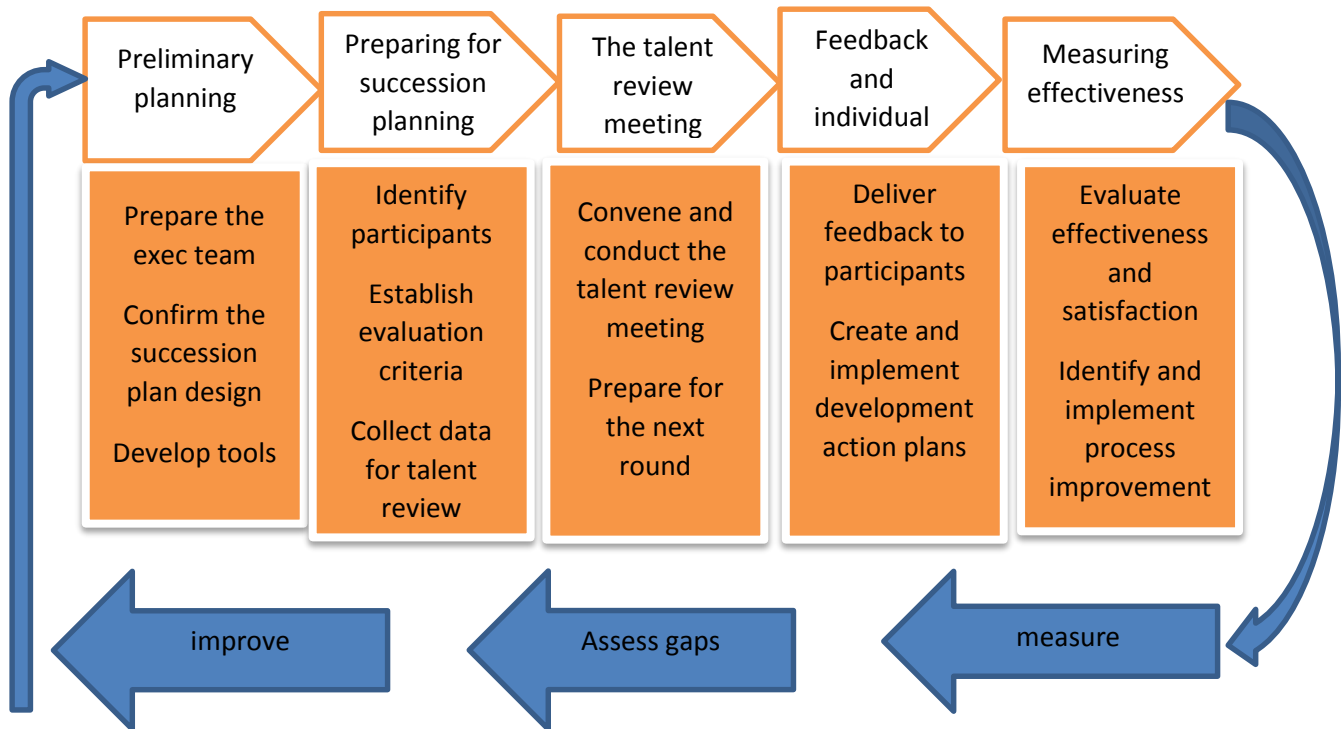 Preliminary
planning
Preparing for
succession
planning
The talent
review
meeting
Feedback
and
individual
Measuring
effectiveness
Prepare the
exec team
Confirm the
succession
plan design
Develop tools
Identify
participants
Establish
evaluation
criteria
Collect data
for talent
review
Convene and
conduct the
talent review
meeting
Prepare for
the next
round
Deliver
feedback to
participants
Create and
implement
development
action plans
Evaluate
effectiveness
and
satisfaction
Identify and
implement
process
improvement
improve
Assess gaps
measure